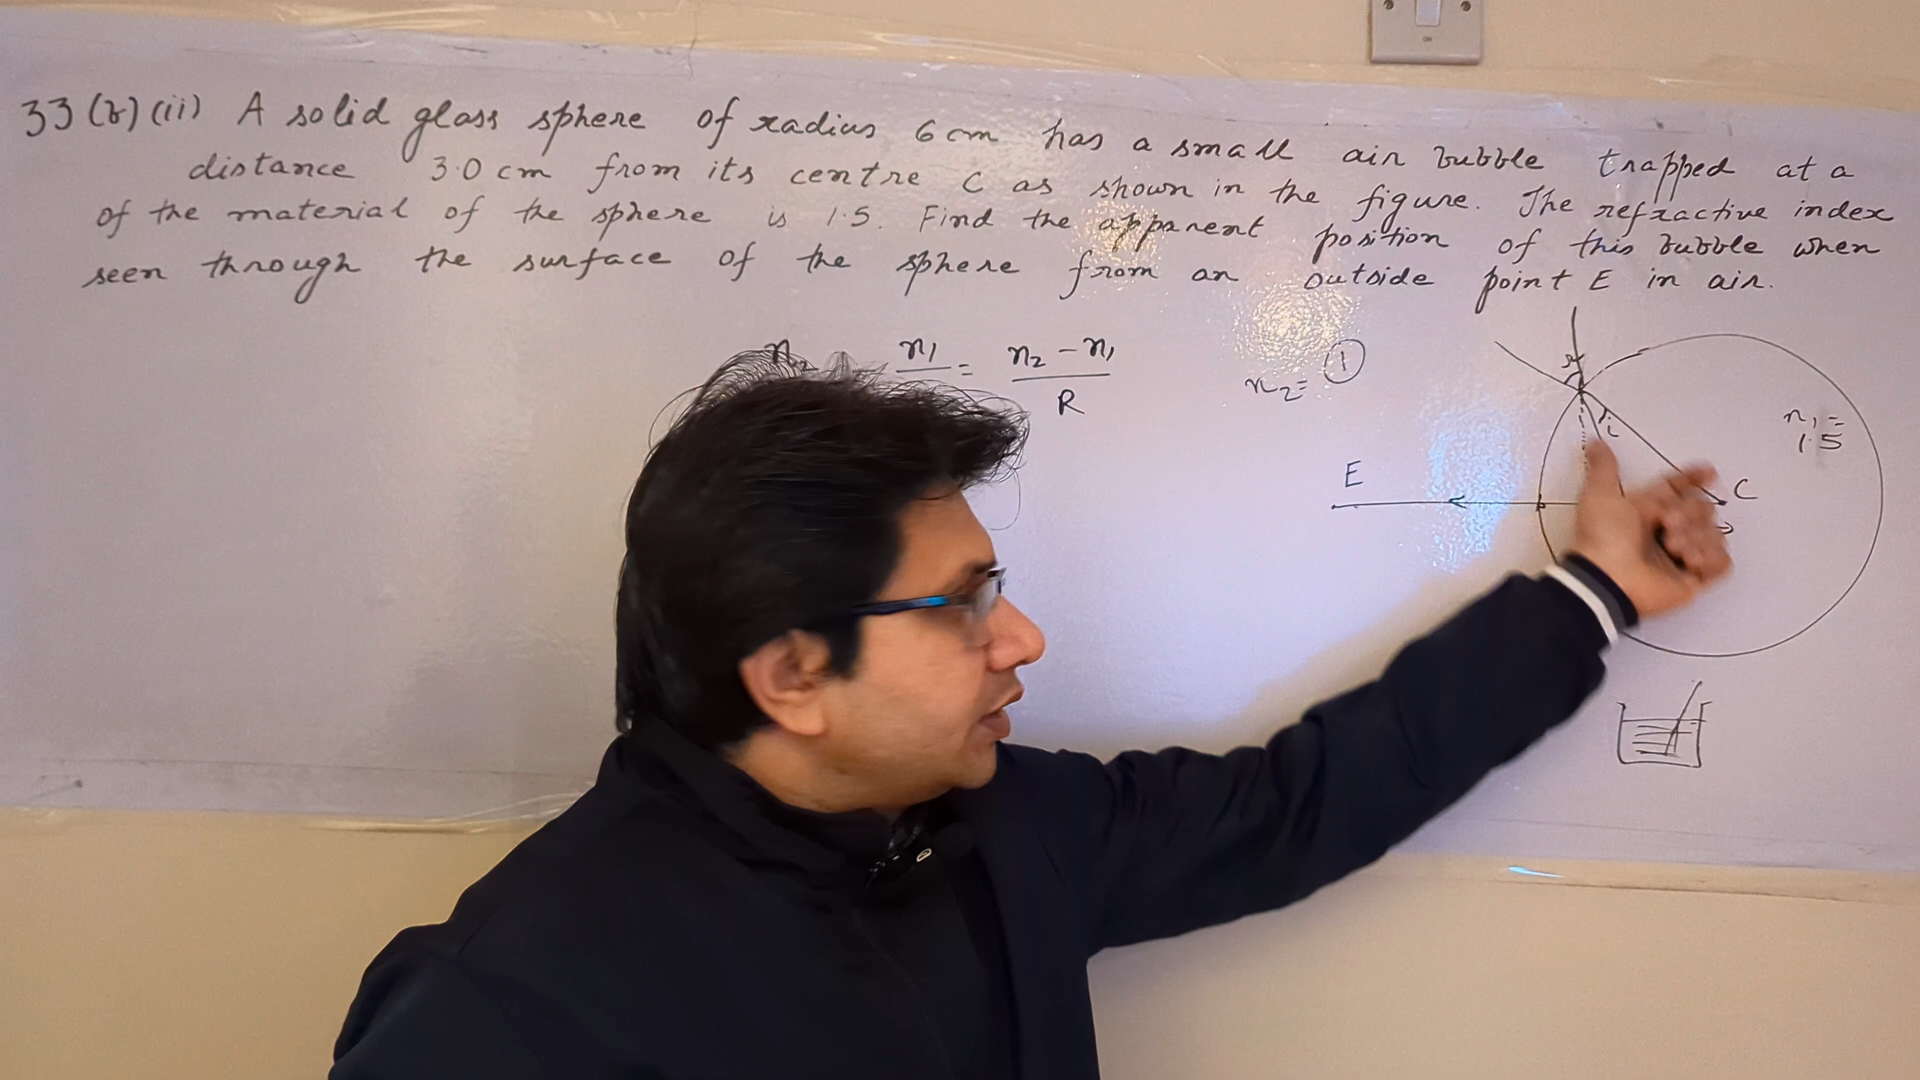 33 (b) (ii) A solid glass sphere of radius 6 cm has a small air bubble trapped at a
distance 3.0 cm from its centre C as shown in the figure. The refractive index
of the material of the sphere is 1.5. Find the apparent position of this bubble when
seen through the surface of the sphere from an outside point E in air.
n₁ = n₂ - n₁
R
n₂ = 1
r
i
n₁ =
1.5
E
C